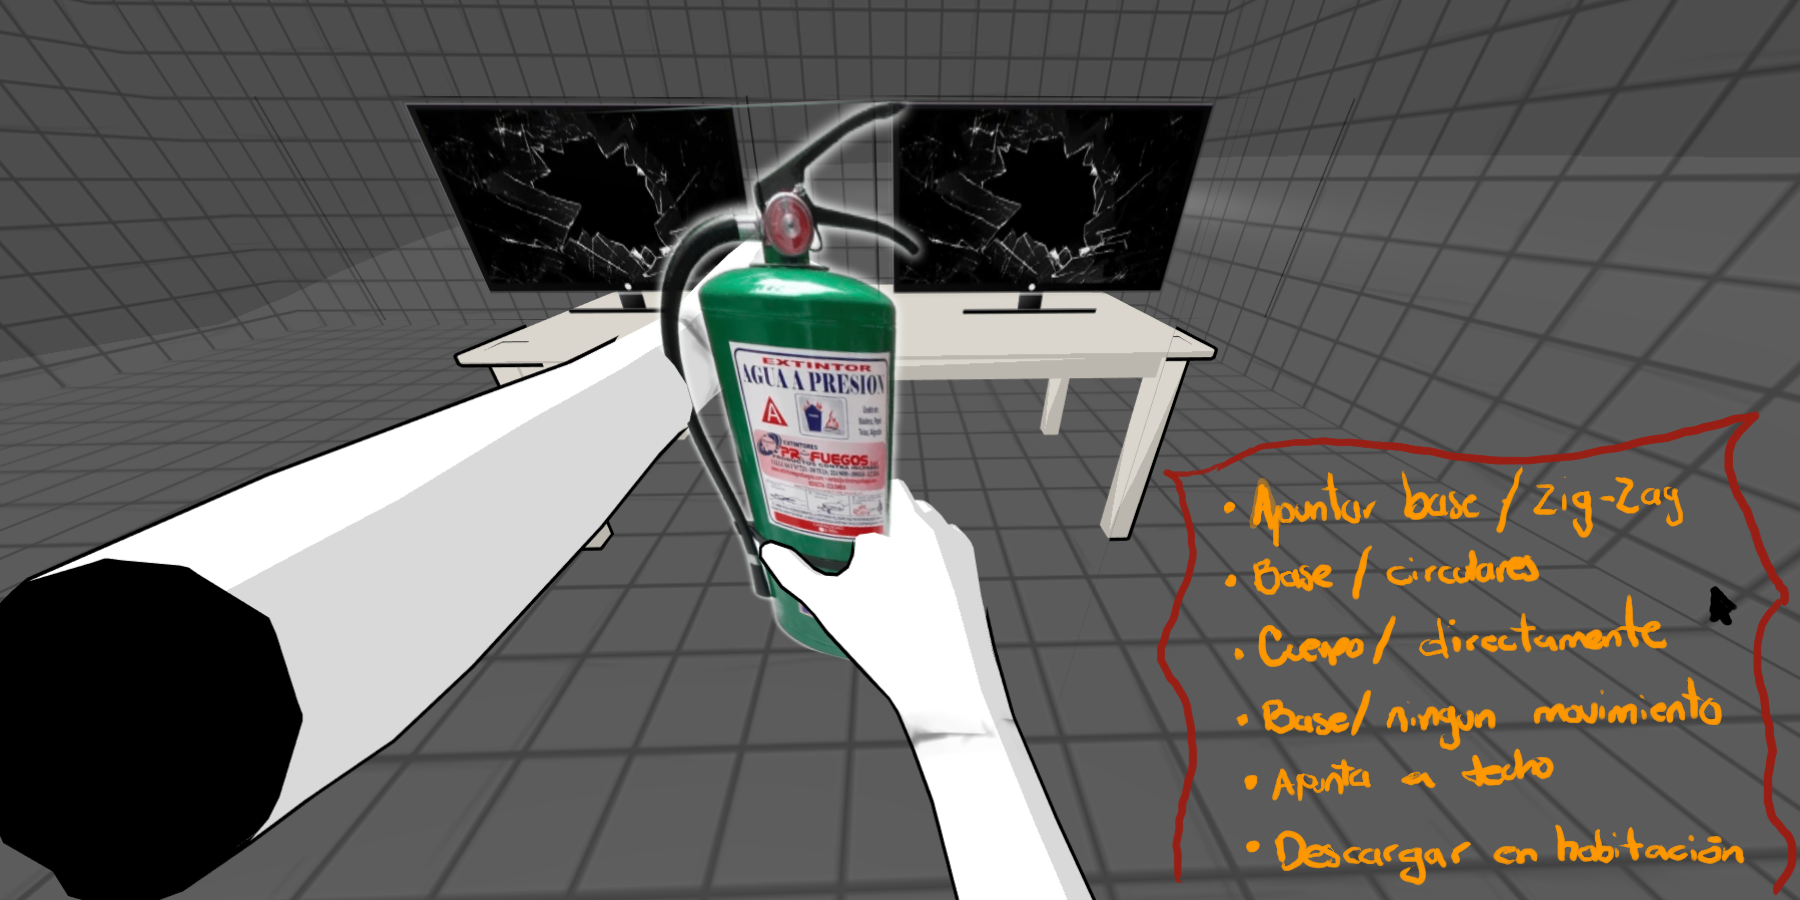 EXTINTOR
AGUA A PRESION
A
EXTINTORES
PR FUEGOS
• Apuntar base / Zig-Zag
• Base / circulares
• Cuerpo / directamente
• Base / ningun movimiento
• Apunta a techo
• Descargar en habitación